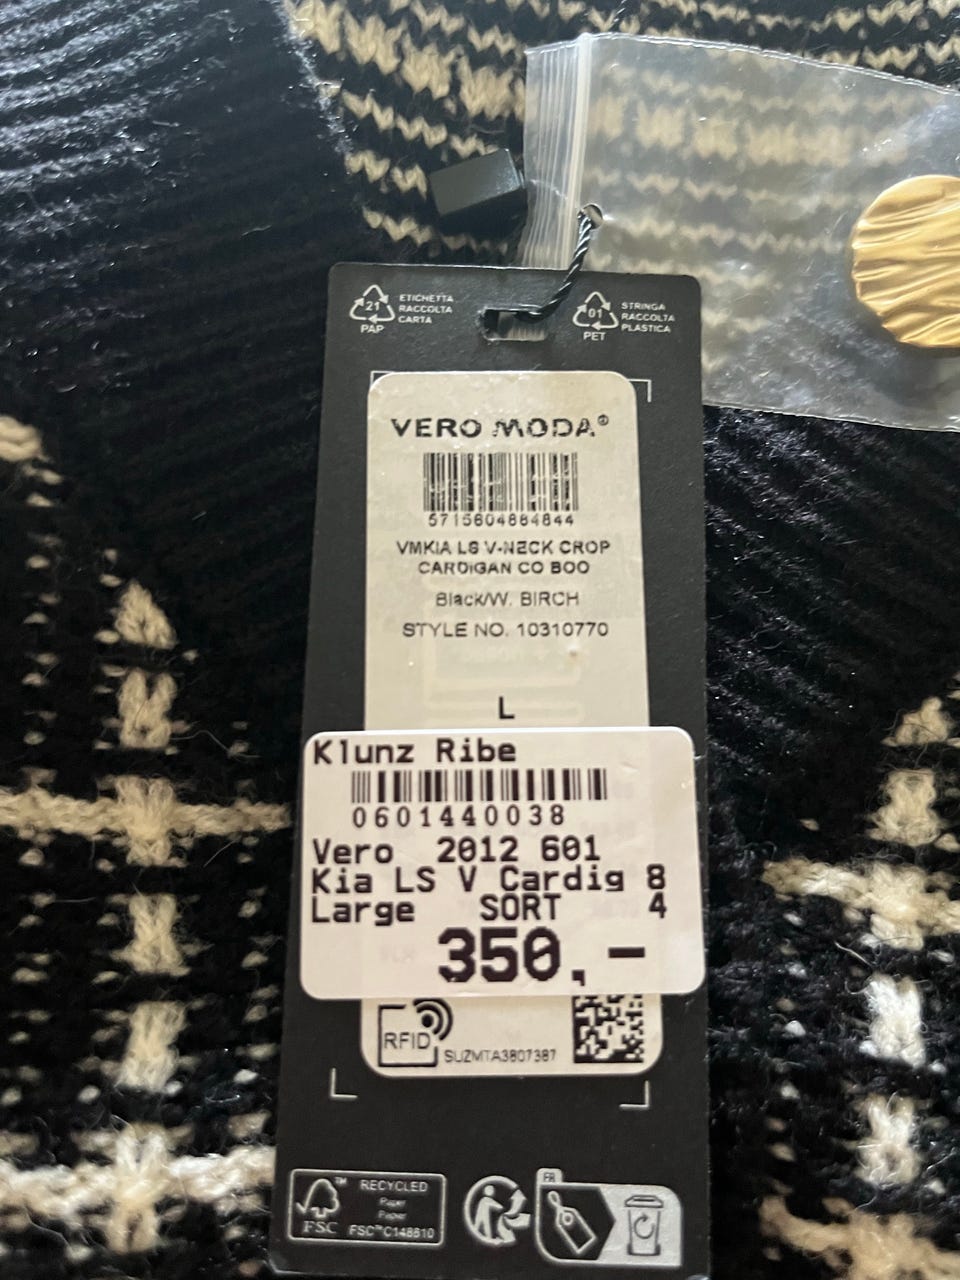 21
PAP
ETICHETTA
RACCOLTA
CARTA
01
PET
STRINGA
RACCOLTA
PLASTICA
VERO MODA®
5715604884844
VMKIA LS V-NECK CROP
CARDIGAN CO BOO
Black/W. BIRCH
STYLE NO. 10310770
L
Klunz Ribe
0601440038
Vero 2012 601
Kia LS V Cardig 8
Large SORT 4
350,-
RFID
SUZMTA3807387
FSC
RECYCLED
Paper
Paper
FSC™ C148810
FR